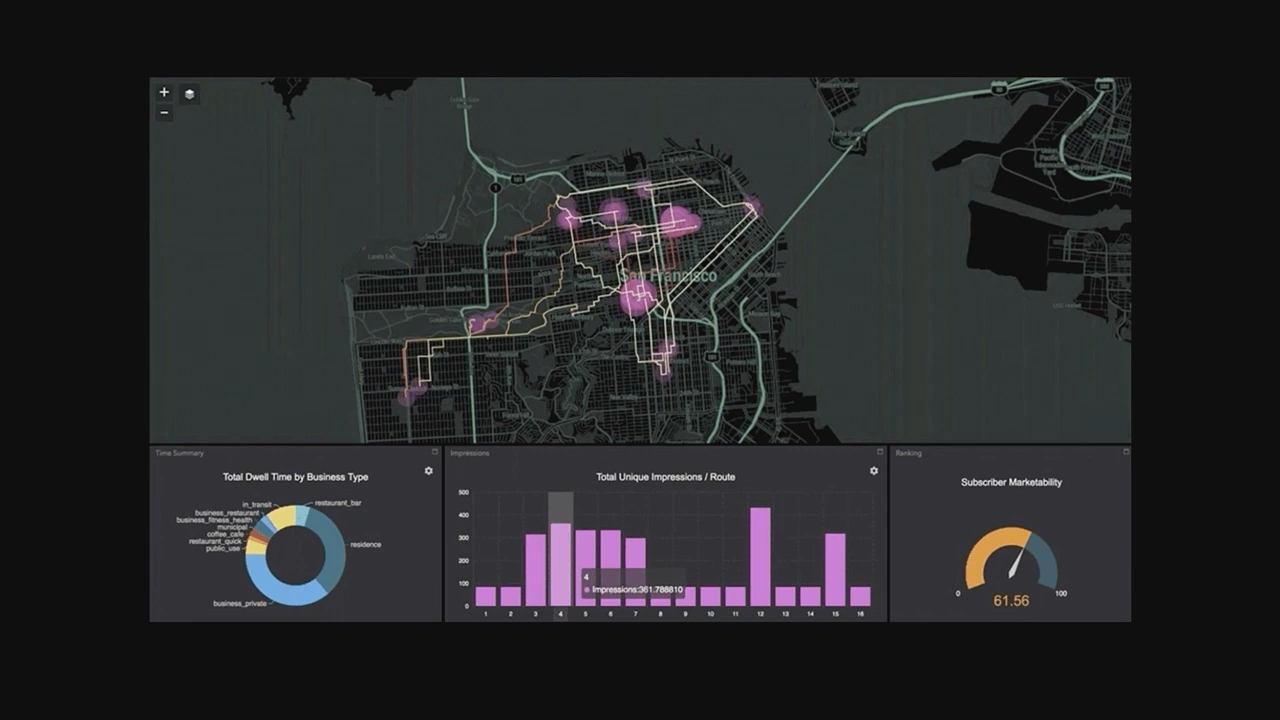 +
−
San Francisco
Time Summary
Total Dwell Time by Business Type
in_transit
restaurant_bar
business_restaurant
business_fitness_health
municipal
coffee_cafe
restaurant_quick
public_use
residence
business_private
Impressions
Total Unique Impressions / Route
500
400
300
200
100
0
4
Impressions:361.786810
1 2 3 4 5 6 7 8 9 10 11 12 13 14 15 16
Ranking
Subscriber Marketability
0
100
61.56